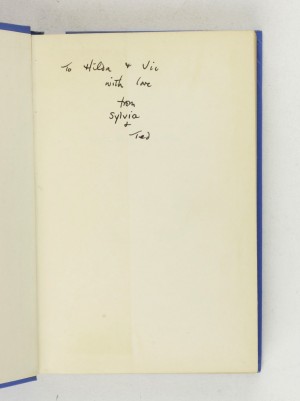 To Hilda + Vic
with love
from
Sylvia
+
Ted